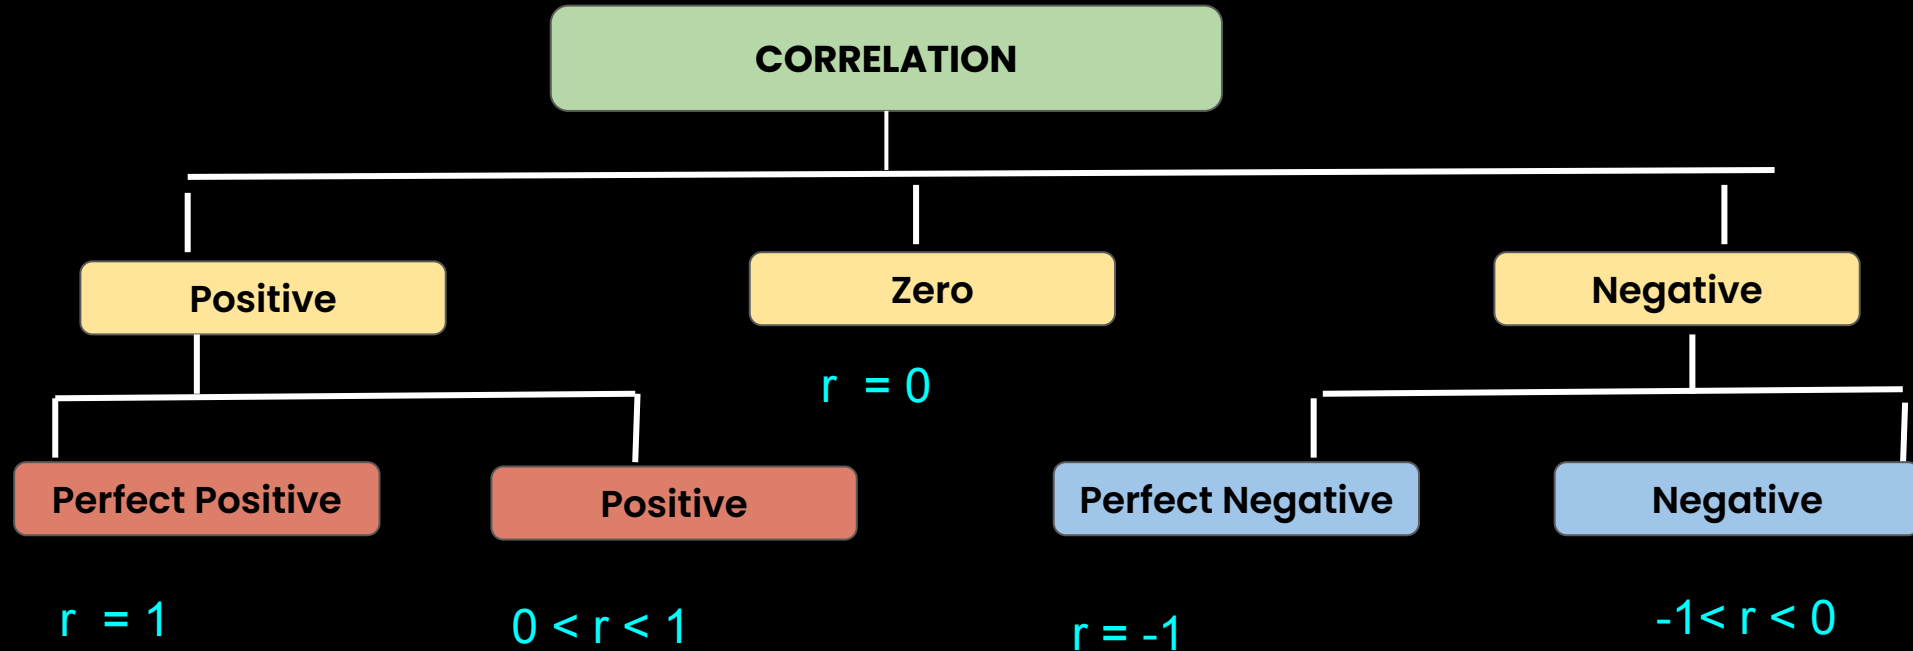 CORRELATION
Positive
Zero
Negative
r = 0
Perfect Positive
Positive
Perfect Negative
Negative
r = 1
0 < r < 1
r = -1
-1< r < 0